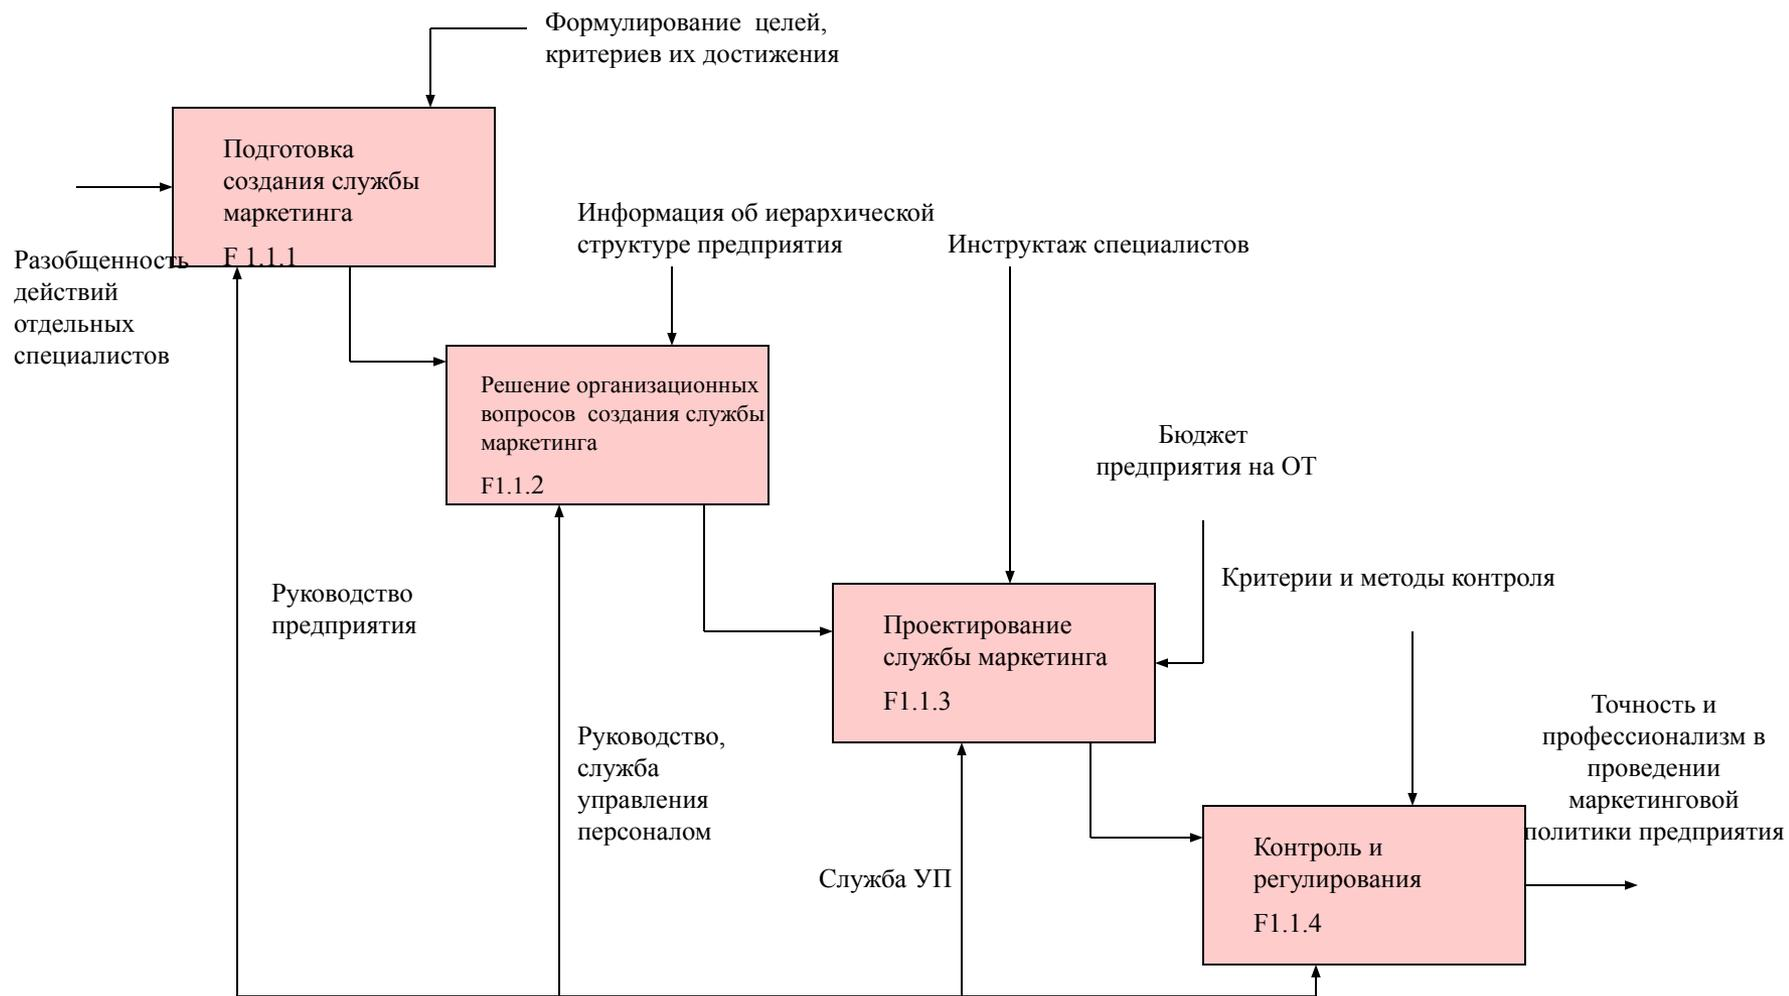 Формулирование целей,
критериев их достижения
Подготовка
создания службы
маркетинга
F 1.1.1
Разобщенность
действий
отдельных
специалистов
Информация об иерархической
структуре предприятия
Инструктаж специалистов
Решение организационных
вопросов создания службы
маркетинга
F1.1.2
Бюджет
предприятия на ОТ
Руководство
предприятия
Критерии и методы контроля
Проектирование
службы маркетинга
F1.1.3
Руководство,
служба
управления
персоналом
Точность и
профессионализм в
проведении
маркетинговой
политики предприятия
Служба УП
Контроль и
регулирования
F1.1.4